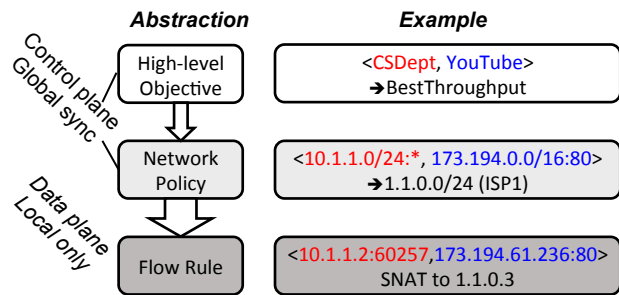 Abstraction
Example
Control plane
Global sync
High-level
Objective
<CSDept, YouTube>
➔BestThroughput
Network
Policy
<10.1.1.0/24:*, 173.194.0.0/16:80>
➔1.1.0.0/24 (ISP1)
Data plane
Local only
Flow Rule
<10.1.1.2:60257,173.194.61.236:80>
SNAT to 1.1.0.3